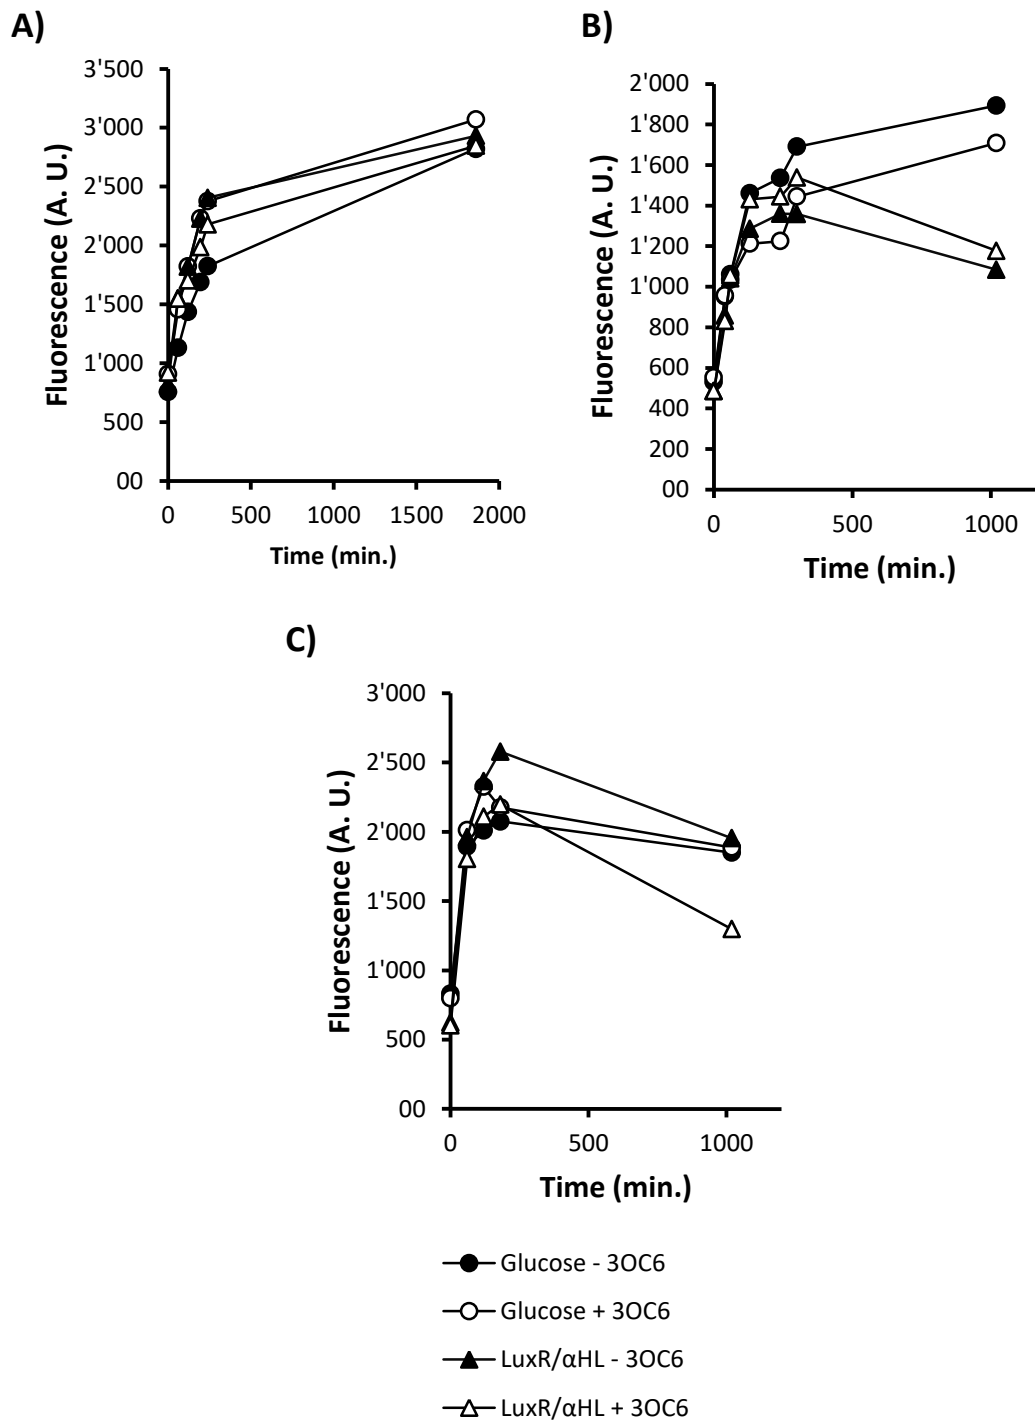 A)
3'500
3'000
2'500
2'000
1'500
1'000
500
00
Fluorescence (A. U.)
0 500 1000 1500 2000
Time (min.)
B)
2'000
1'800
1'600
1'400
1'200
1'000
800
600
400
200
00
Fluorescence (A. U.)
0 500 1000
Time (min.)
C)
3'000
2'500
2'000
1'500
1'000
500
00
Fluorescence (A. U.)
0 500 1000
Time (min.)
Glucose - 3OC6
Glucose + 3OC6
LuxR/αHL - 3OC6
LuxR/αHL + 3OC6